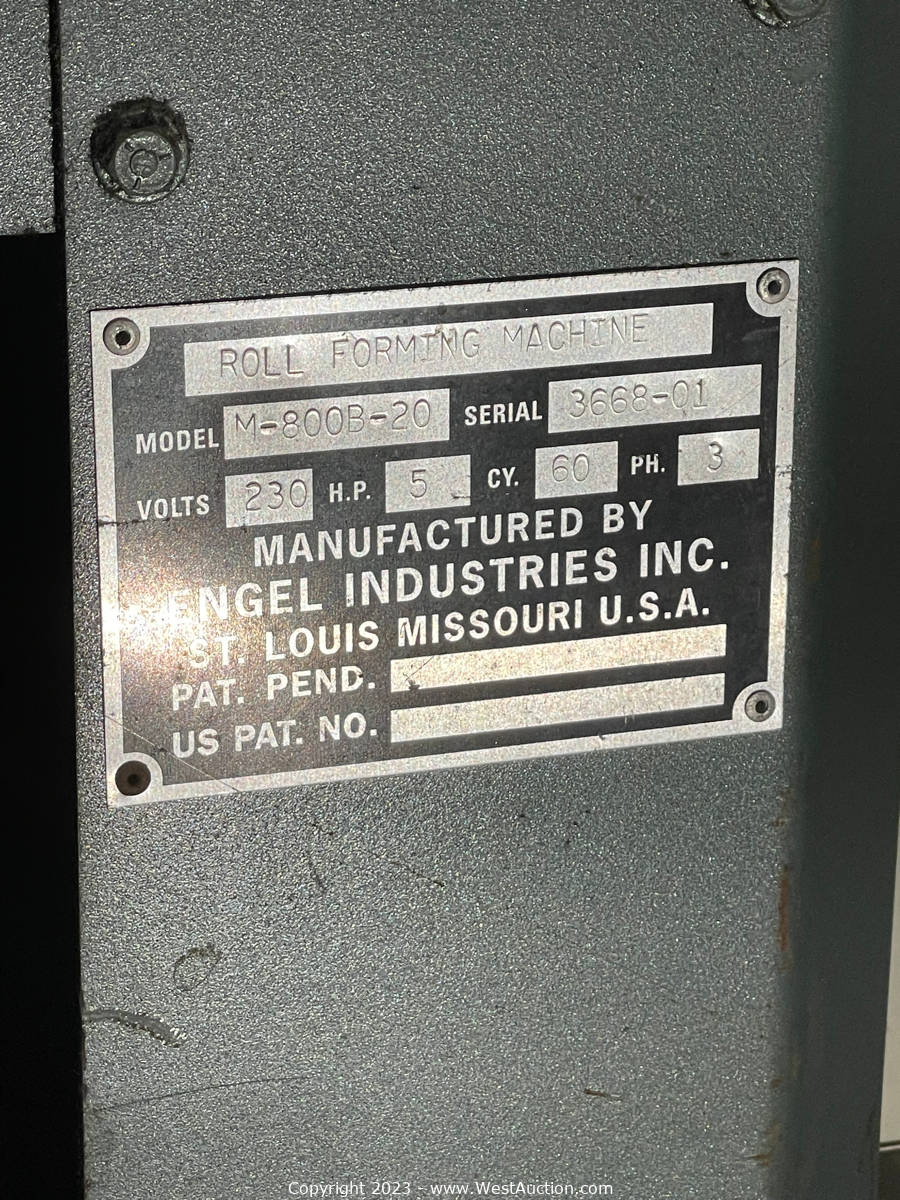 ROLL FORMING MACHINE
MODEL M-800B-20 SERIAL 3668-01
VOLTS 230 H.P. 5 CY. 60 PH. 3
MANUFACTURED BY
ENGEL INDUSTRIES INC.
ST. LOUIS MISSOURI U.S.A.
PAT. PEND.
US PAT. NO.
Copyright 2023 - www.WestAuction.com